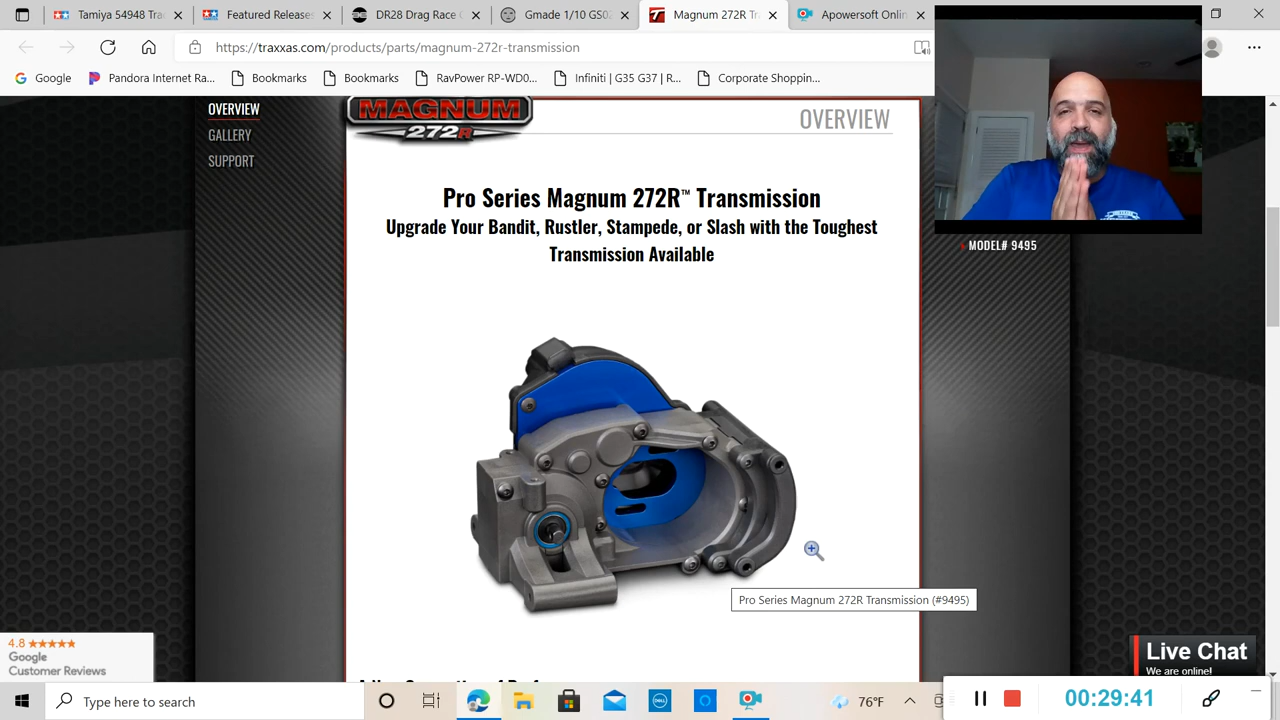 Tamiya 54948 Tra
Featured Releases
DR28 Drag Race C
Gmade 1/10 GS02
Magnum 272R Tr
Apowersoft Onlin
https://traxxas.com/products/parts/magnum-272r-transmission
Google
Pandora Internet Ra...
Bookmarks
Bookmarks
RavPower RP-WD0...
Infiniti | G35 G37 | R...
Corporate Shoppin...
OVERVIEW
GALLERY
SUPPORT
MAGNUM
272R
OVERVIEW
Pro Series Magnum 272R™ Transmission
Upgrade Your Bandit, Rustler, Stampede, or Slash with the Toughest
Transmission Available
MODEL# 9495
Pro Series Magnum 272R Transmission (#9495)
4.8
Google
Customer Reviews
Live Chat
We are online!
Type here to search
DELL
76°F
00:29:41